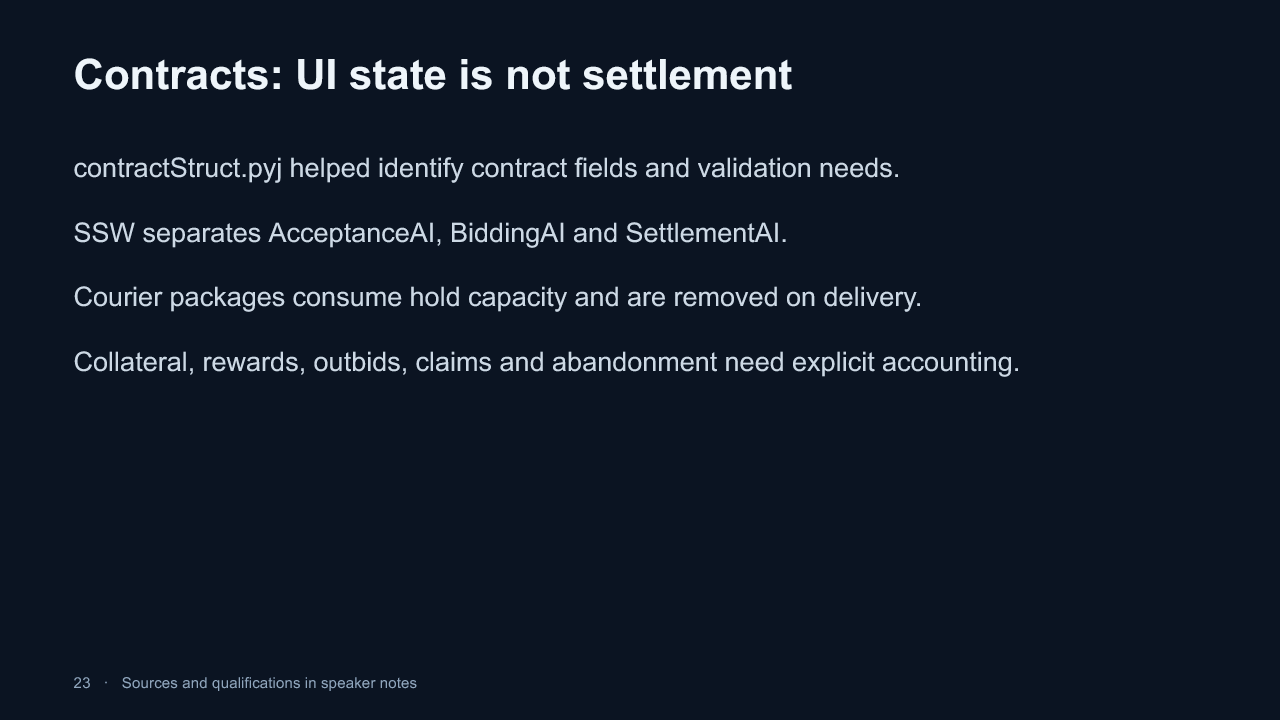 Contracts: UI state is not settlement
contractStruct.pyj helped identify contract fields and validation needs.
SSW separates AcceptanceAI, BiddingAI and SettlementAI.
Courier packages consume hold capacity and are removed on delivery.
Collateral, rewards, outbids, claims and abandonment need explicit accounting.
23 · Sources and qualifications in speaker notes